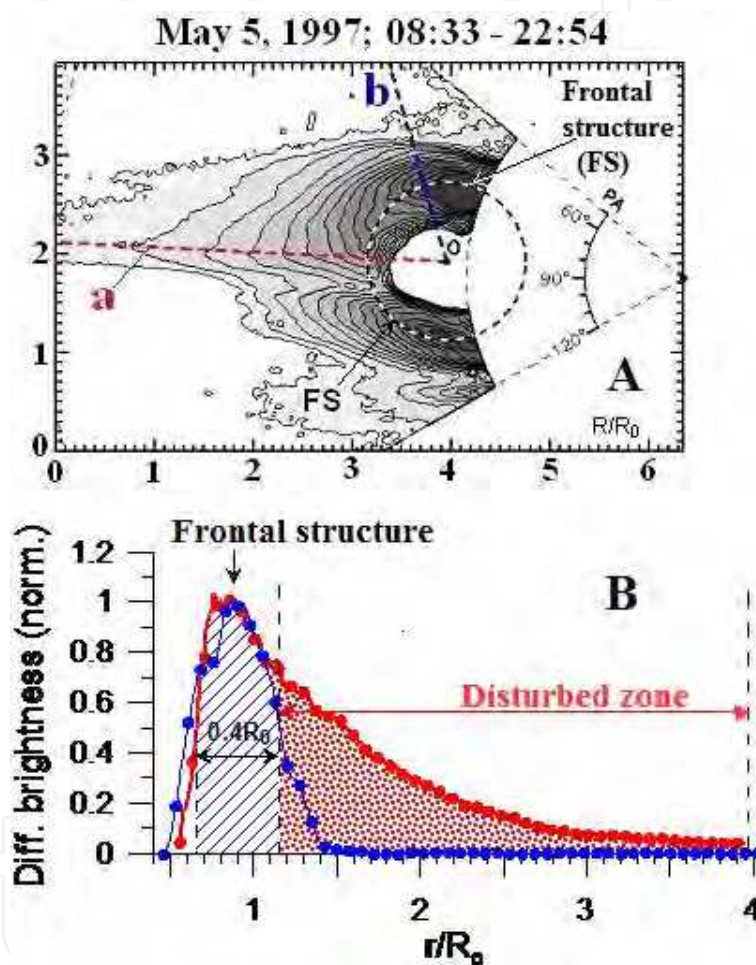 May 5, 1997; 08:33 - 22:54
b
Frontal
structure
(FS)
3
PA
60°
a
2
O
90°
1
120°
FS
A
0
R/R₀
0 1 2 3 4 5 6
Frontal structure
1.2
B
1
Diff. brightness (norm.)
0.8
Disturbed zone
0.6
0.4R₀
0.4
0.2
0
1 2 3 4
r/R₀